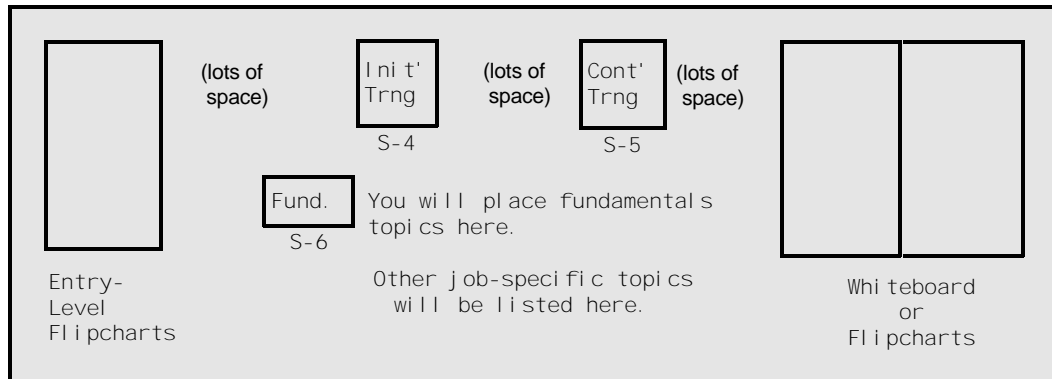 (lots of
space)
Init'
Trng
S-4
(lots of
space)
Cont'
Trng
S-5
(lots of
space)
Fund.
S-6
You will place fundamentals
topics here.
Other job-specific topics
will be listed here.
Entry-
Level
Flipcharts
Whiteboard
or
Flipcharts